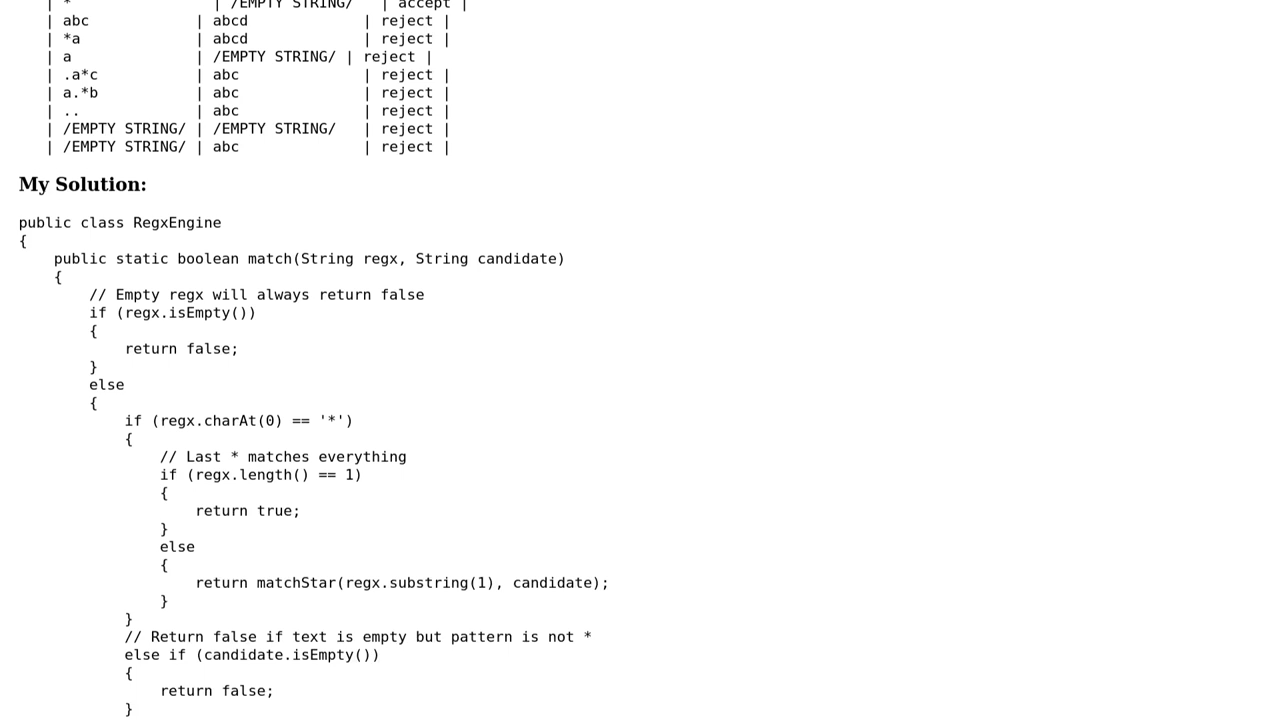 | *                | /EMPTY STRING/   | accept |
| abc            | abcd             | reject |
| *a             | abcd             | reject |
| a              | /EMPTY STRING/ | reject |
| .a*c           | abc              | reject |
| a.*b           | abc              | reject |
| ..             | abc              | reject |
| /EMPTY STRING/ | /EMPTY STRING/   | reject |
| /EMPTY STRING/ | abc              | reject |
My Solution:
public class RegxEngine
{
    public static boolean match(String regx, String candidate)
    {
        // Empty regx will always return false
        if (regx.isEmpty())
        {
            return false;
        }
        else
        {
            if (regx.charAt(0) == '*')
            {
                // Last * matches everything
                if (regx.length() == 1)
                {
                    return true;
                }
                else
                {
                    return matchStar(regx.substring(1), candidate);
                }
            }
            // Return false if text is empty but pattern is not *
            else if (candidate.isEmpty())
            {
                return false;
            }